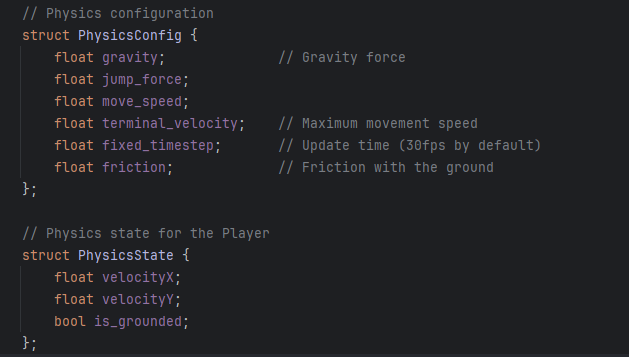 // Physics configuration
struct PhysicsConfig {
    float gravity;              // Gravity force
    float jump_force;
    float move_speed;
    float terminal_velocity;    // Maximum movement speed
    float fixed_timestep;       // Update time (30fps by default)
    float friction;             // Friction with the ground
};

// Physics state for the Player
struct PhysicsState {
    float velocityX;
    float velocityY;
    bool is_grounded;
};